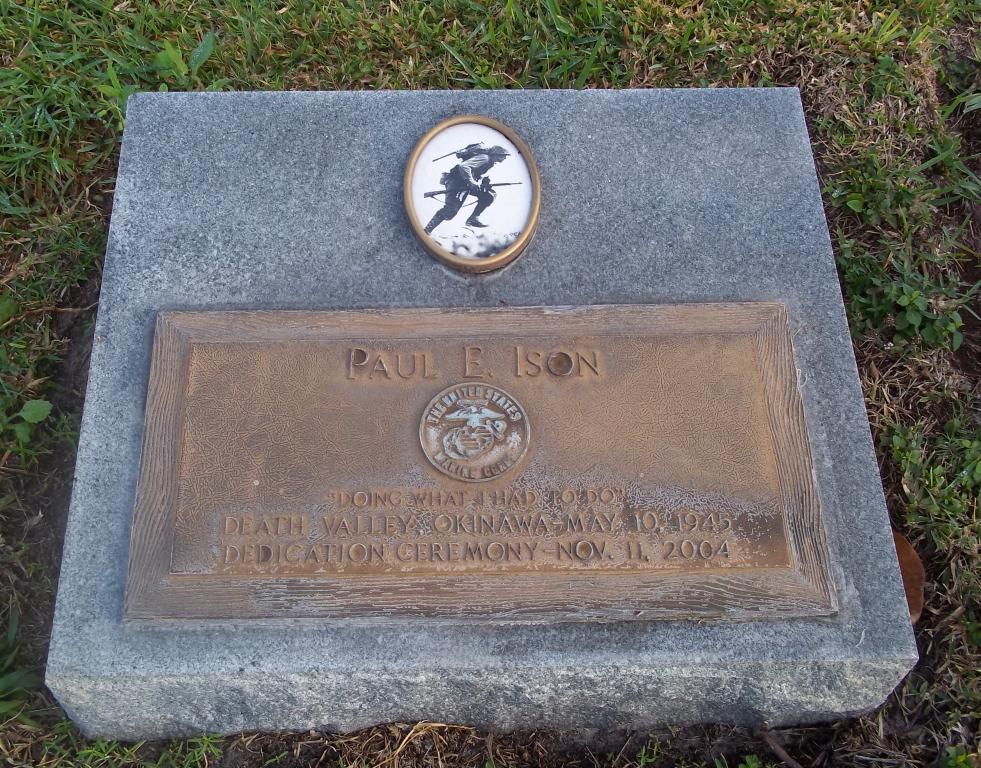 PAUL E. ISON
THE UNITED STATES
MARINE CORPS
"DOING WHAT I HAD TO DO"
DEATH VALLEY, OKINAWA-MAY 10, 1945
DEDICATION CEREMONY-NOV. 11, 2004